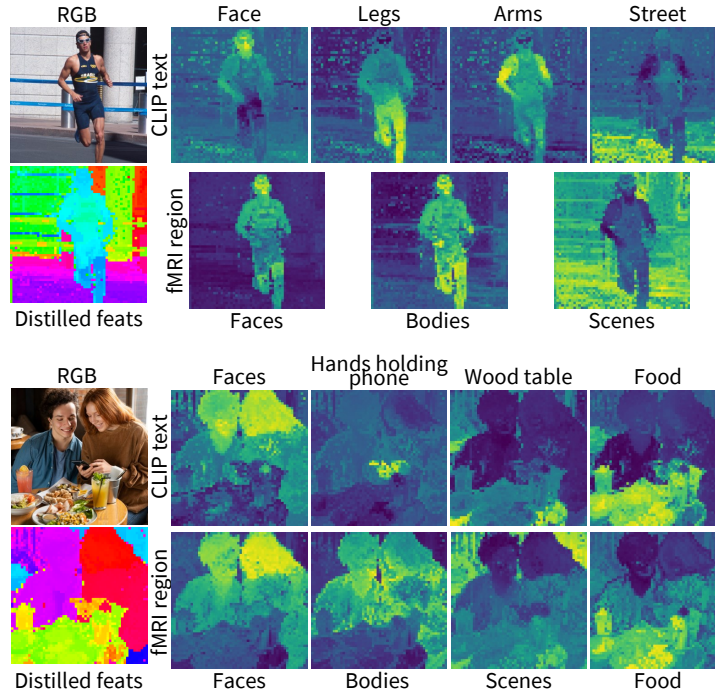 RGB
Face
Legs
Arms
Street
CLIP text
fMRI region
Distilled feats
Faces
Bodies
Scenes
RGB
Faces
Hands holding
phone
Wood table
Food
CLIP text
fMRI region
Distilled feats
Faces
Bodies
Scenes
Food